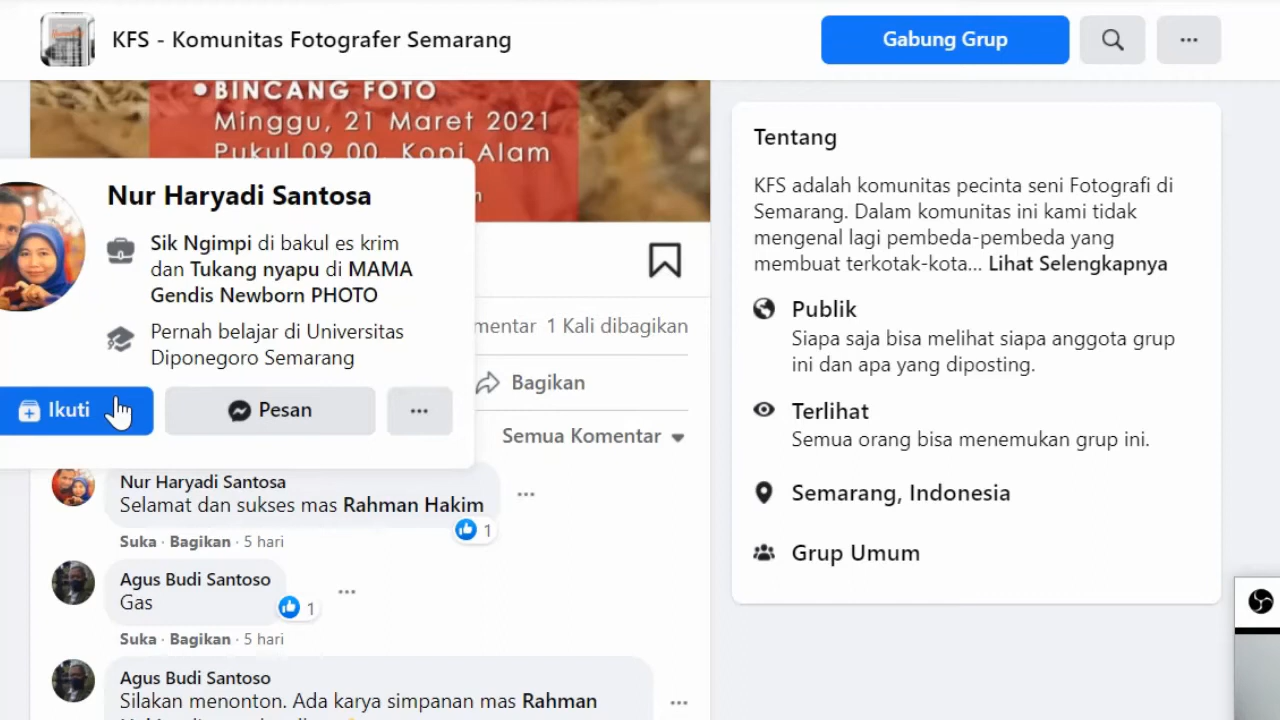 KFS - Komunitas Fotografer Semarang
Gabung Grup
BINCANG FOTO
Minggu, 21 Maret 2021
Pukul 09.00, Kopi Alam
Nur Haryadi Santosa
Sik Ngimpi di bakul es krim
dan Tukang nyapu di MAMA
Gendis Newborn PHOTO
Pernah belajar di Universitas
Diponegoro Semarang
Ikuti
Pesan
mentar 1 Kali dibagikan
Bagikan
Semua Komentar
Nur Haryadi Santosa
Selamat dan sukses mas Rahman Hakim
1
Suka · Bagikan · 5 hari
Agus Budi Santoso
Gas
1
Suka · Bagikan · 5 hari
Agus Budi Santoso
Silakan menonton. Ada karya simpanan mas Rahman
Tentang
KFS adalah komunitas pecinta seni Fotografi di
Semarang. Dalam komunitas ini kami tidak
mengenal lagi pembeda-pembeda yang
membuat terkotak-kota... Lihat Selengkapnya
Publik
Siapa saja bisa melihat siapa anggota grup
ini dan apa yang diposting.
Terlihat
Semua orang bisa menemukan grup ini.
Semarang, Indonesia
Grup Umum